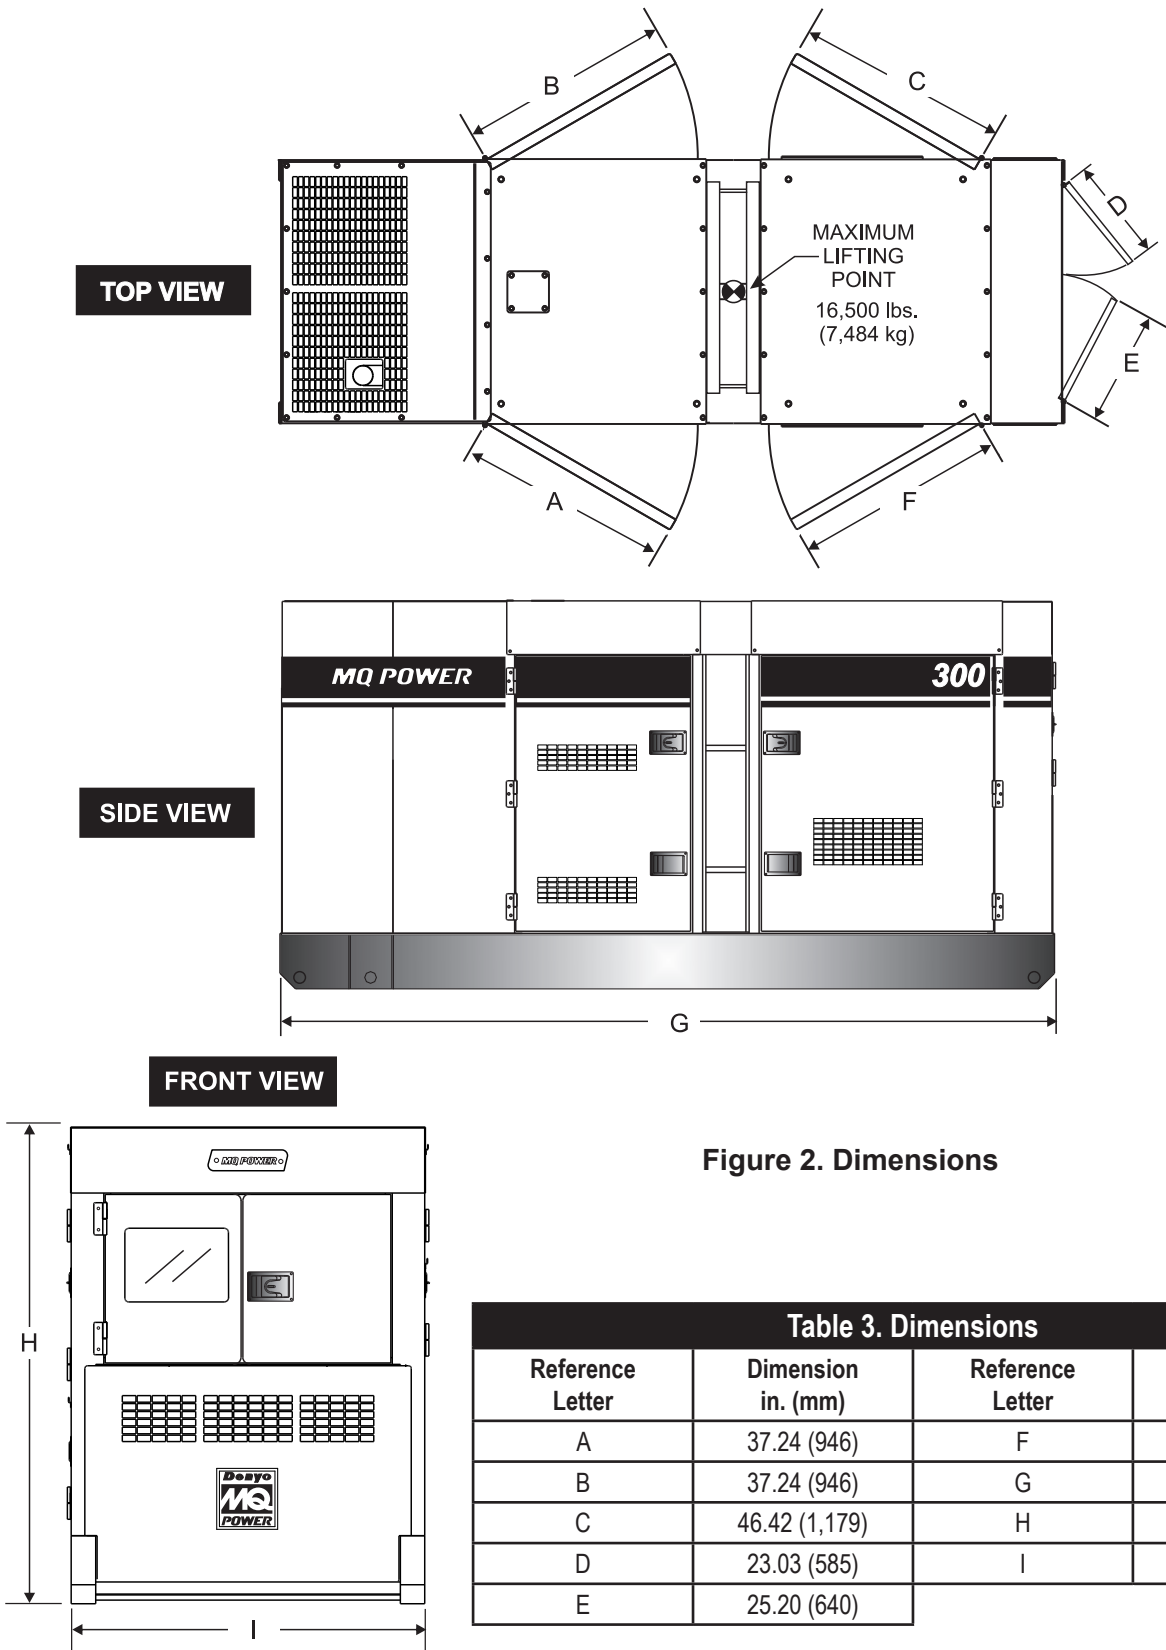 B
C
D
TOP VIEW
MAXIMUM
LIFTING
POINT
16,500 lbs.
(7,484 kg)
E
A
F
MQ POWER
300
SIDE VIEW
G
FRONT VIEW
MQ POWER
Figure 2. Dimensions
H
Denyo
MQ
POWER
I
Table 3. Dimensions
Reference Dimension Reference
Letter in. (mm) Letter
A 37.24 (946) F
B 37.24 (946) G
C 46.42 (1,179) H
D 23.03 (585) I
E 25.20 (640)